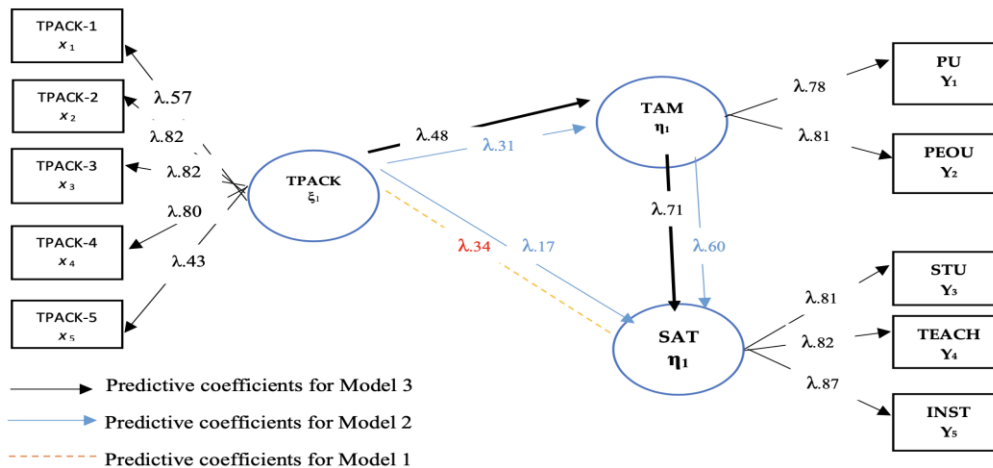 TPACK-1
x₁
TPACK-2
x₂
TPACK-3
x₃
TPACK-4
x₄
TPACK-5
x₅
λ.57
λ.82
λ.82
λ.80
λ.43
TPACK
ξ₁
λ.48
λ.31
λ.34
λ.17
TAM
η₁
λ.71
λ.60
SAT
η₁
λ.78
λ.81
λ.81
λ.82
λ.87
PU
Y₁
PEOU
Y₂
STU
Y₃
TEACH
Y₄
INST
Y₅
Predictive coefficients for Model 3
Predictive coefficients for Model 2
Predictive coefficients for Model 1